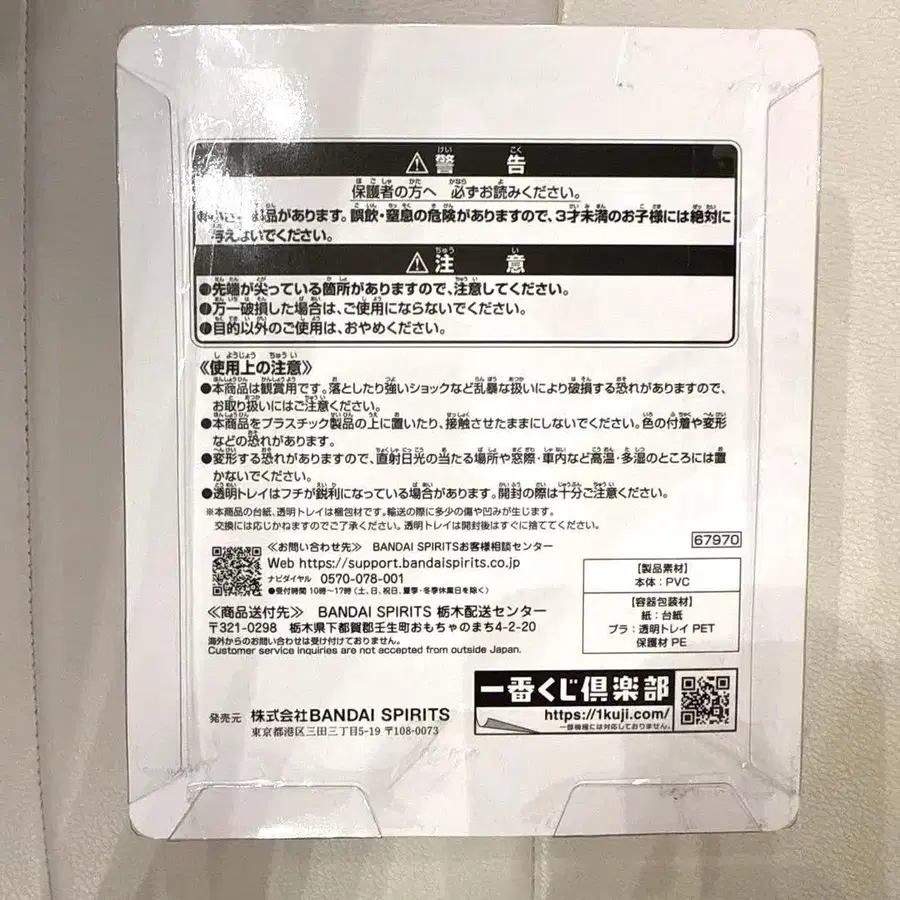 ⚠警告
保護者の方へ 必ずお読みください。
品があります。誤飲・窒息の危険がありますので、3才未満のお子様には絶対に
与えないでください。
⚠注意
●先端が尖っている箇所がありますので、注意してください。
●万一破損した場合は、ご使用にならないでください。
●目的以外のご使用は、おやめください。
《使用上の注意》
●本商品は観賞用です。落としたり強いショックなど乱暴な扱いにより破損する恐れがありますので、
お取り扱いにはご注意ください。
●本商品をプラスチック製品の上に置いたり、接触させたままにしないでください。色の付着や変形
などの恐れがあります。
●変形する恐れがありますので、直射日光の当たる場所や窓際・車内など高温・多湿のところには置
かないでください。
●透明トレイはフチが鋭利になっている場合があります。開封の際は十分ご注意ください。
※本商品の台紙、透明トレイは梱包材です。輸送の際に多少の傷や凹みが生じます。
交換には応じかねますのでご了承ください。透明トレイは開封後はすぐに捨ててください。
67970
≪お問い合わせ先≫ BANDAI SPIRITSお客様相談センター
Web https://support.bandaispirits.co.jp
ナビダイヤル 0570-078-001
●受付時間 10時〜17時（土、日、祝日、夏季・冬季休業日を除く）
≪商品送付先≫ BANDAI SPIRITS 栃木配送センター
〒321-0298 栃木県下都賀郡壬生町おもちゃのまち4-2-20
海外からのお問い合わせは受け付けておりません。
Customer service inquiries are not accepted from outside Japan.
【製品素材】
本体：PVC
【容器包装材】
紙：台紙
プラ：透明トレイ PET
保護材 PE
一番くじ倶楽部
https://1kuji.com/
一部機種には対応しておりません。
発売元 株式会社BANDAI SPIRITS
東京都港区三田三丁目5-19 〒108-0073